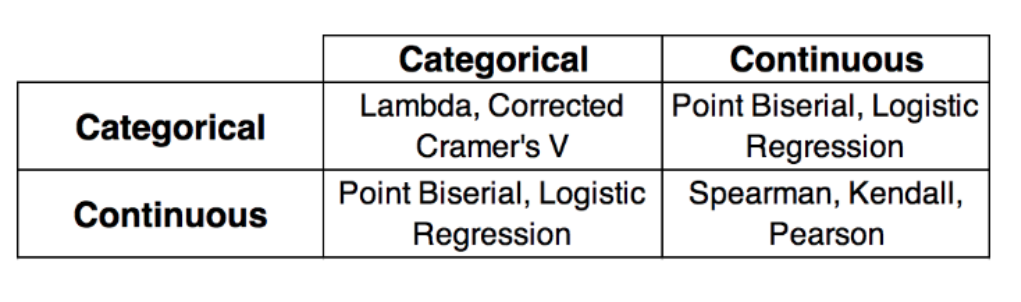 Categorical Continuous
Categorical
Lambda, Corrected
Cramer's V
Point Biserial, Logistic
Regression
Continuous
Point Biserial, Logistic
Regression
Spearman, Kendall,
Pearson